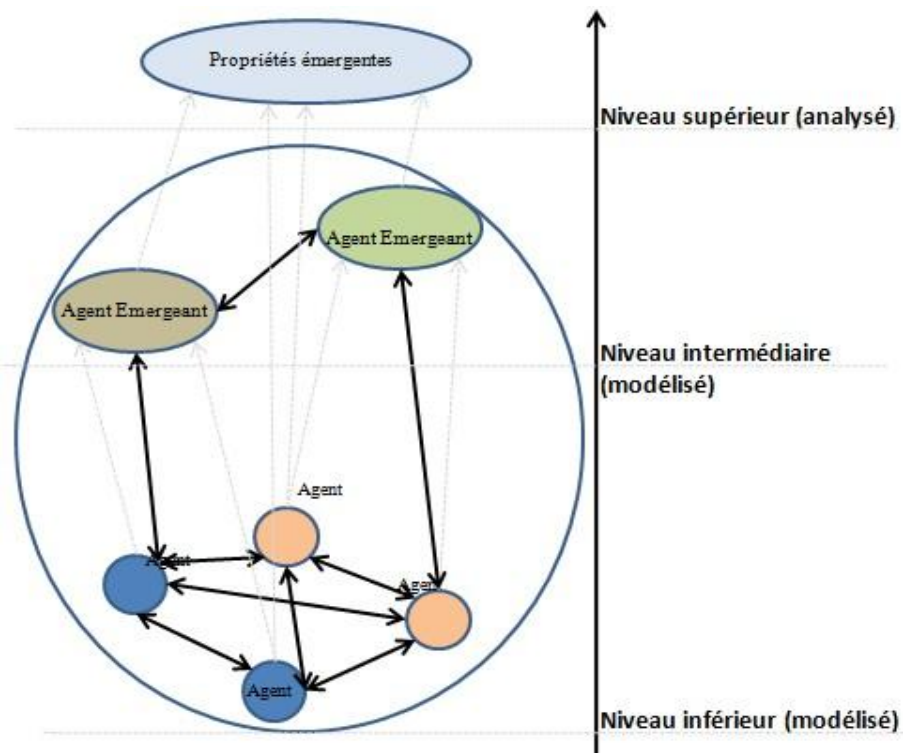 Propriétés émergentes
Niveau supérieur (analysé)
Agent Emergeant
Agent Emergeant
Niveau intermédiaire
(modélisé)
Agent
Agent
Agent
Agent
Niveau inférieur (modélisé)